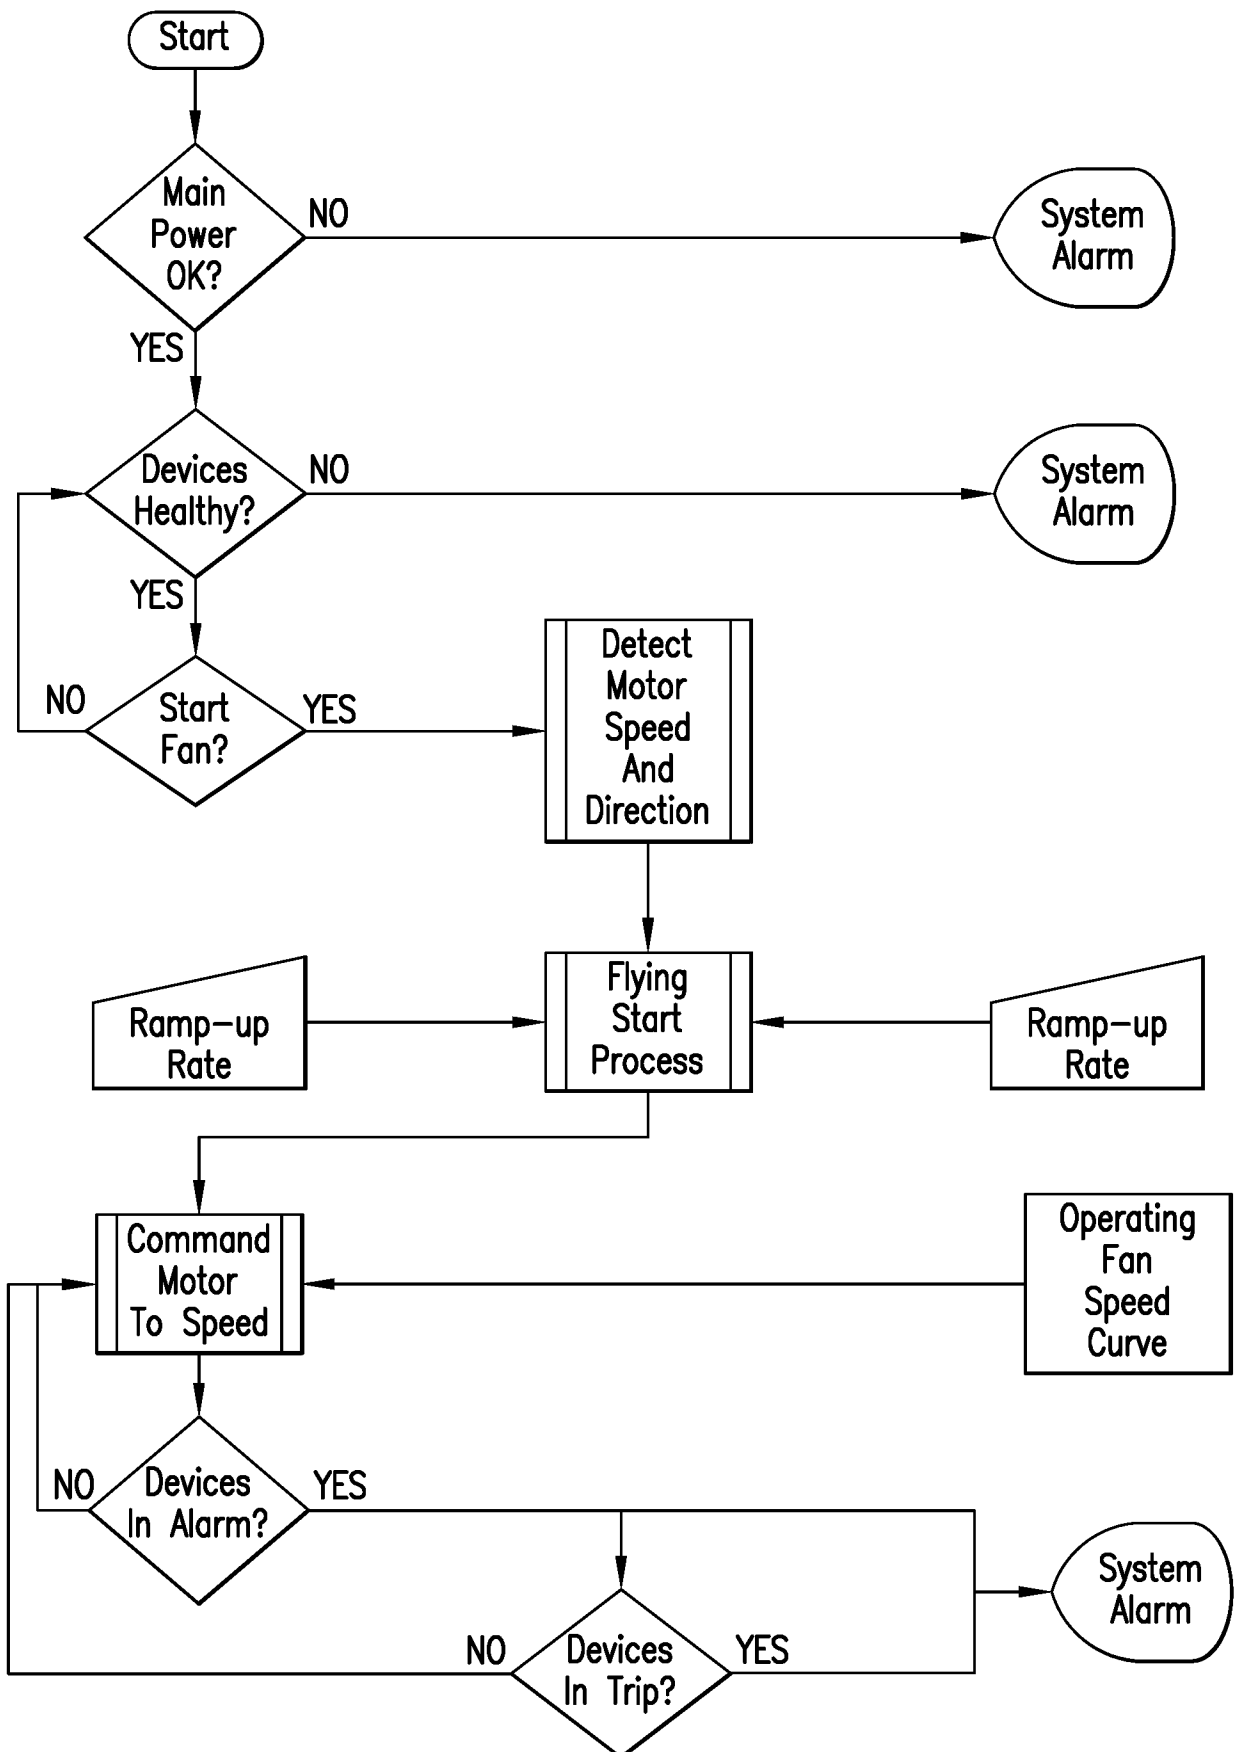 Start
Main
Power
OK?
NO
System
Alarm
YES
Devices
Healthy?
NO
System
Alarm
YES
Start
Fan?
NO
YES
Detect
Motor
Speed
And
Direction
Ramp-up
Rate
Flying
Start
Process
Ramp-up
Rate
Command
Motor
To Speed
Operating
Fan
Speed
Curve
Devices
In Alarm?
NO
YES
System
Alarm
Devices
In Trip?
NO
YES